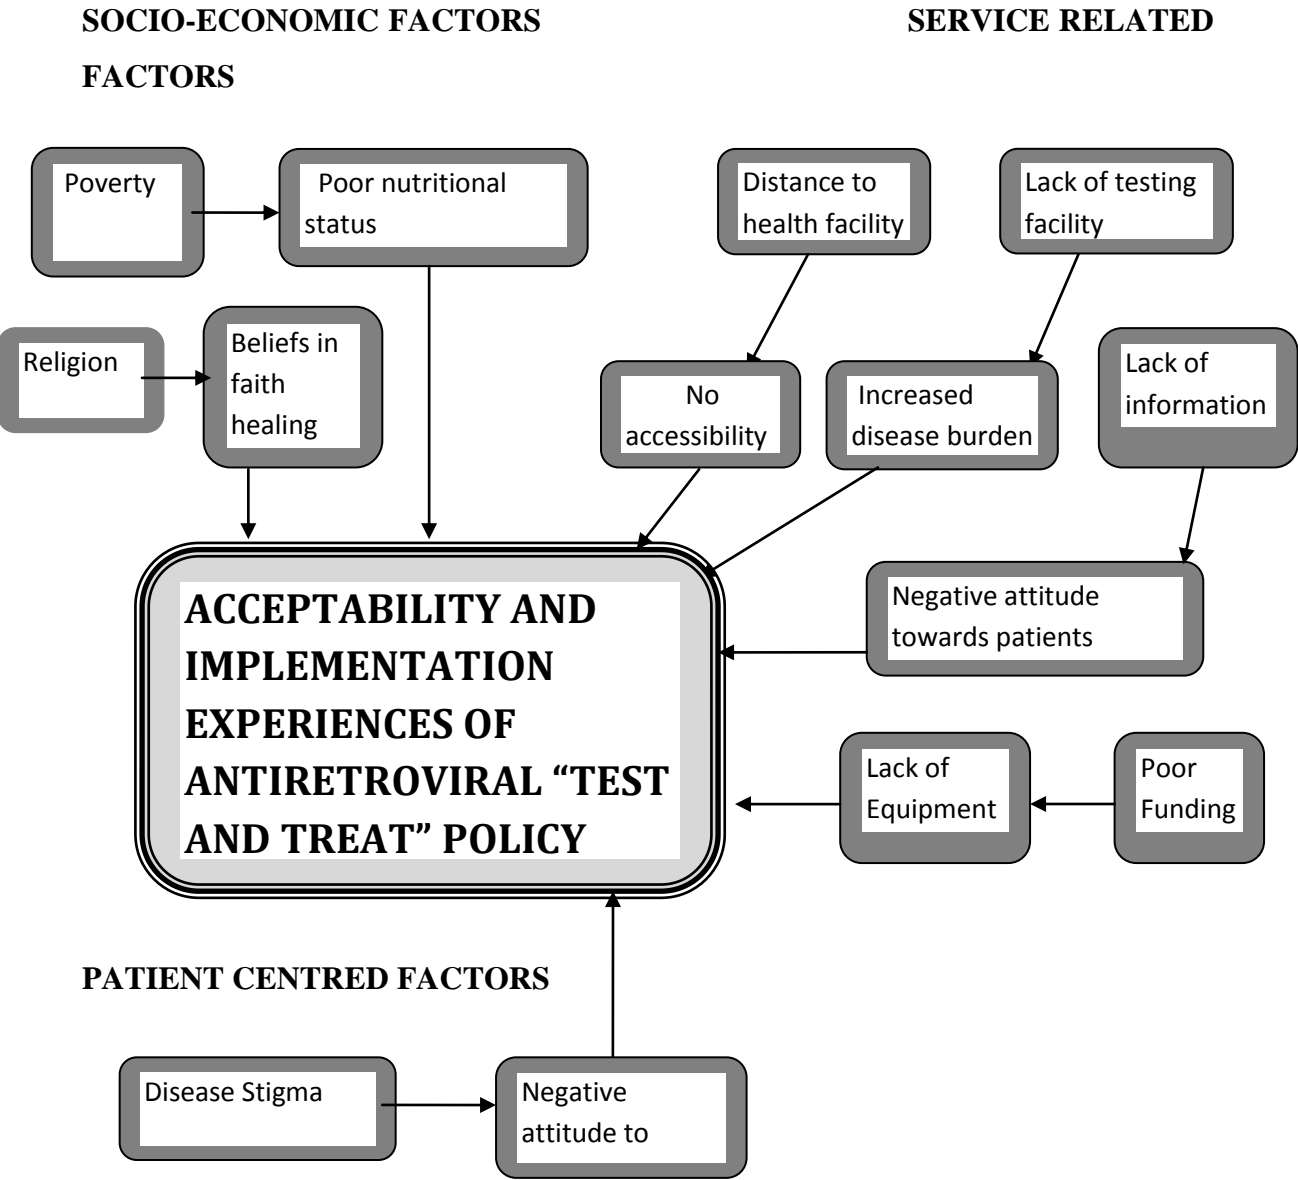 SOCIO-ECONOMIC FACTORS SERVICE RELATED
FACTORS
Poverty
Poor nutritional
status
Distance to
health facility
Lack of testing
facility
Religion
Beliefs in
faith
healing
No
accessibility
Increased
disease burden
Lack of
information
ACCEPTABILITY AND
IMPLEMENTATION
EXPERIENCES OF
ANTIRETROVIRAL “TEST
AND TREAT” POLICY
Negative attitude
towards patients
Lack of
Equipment
Poor
Funding
PATIENT CENTRED FACTORS
Disease Stigma
Negative
attitude to